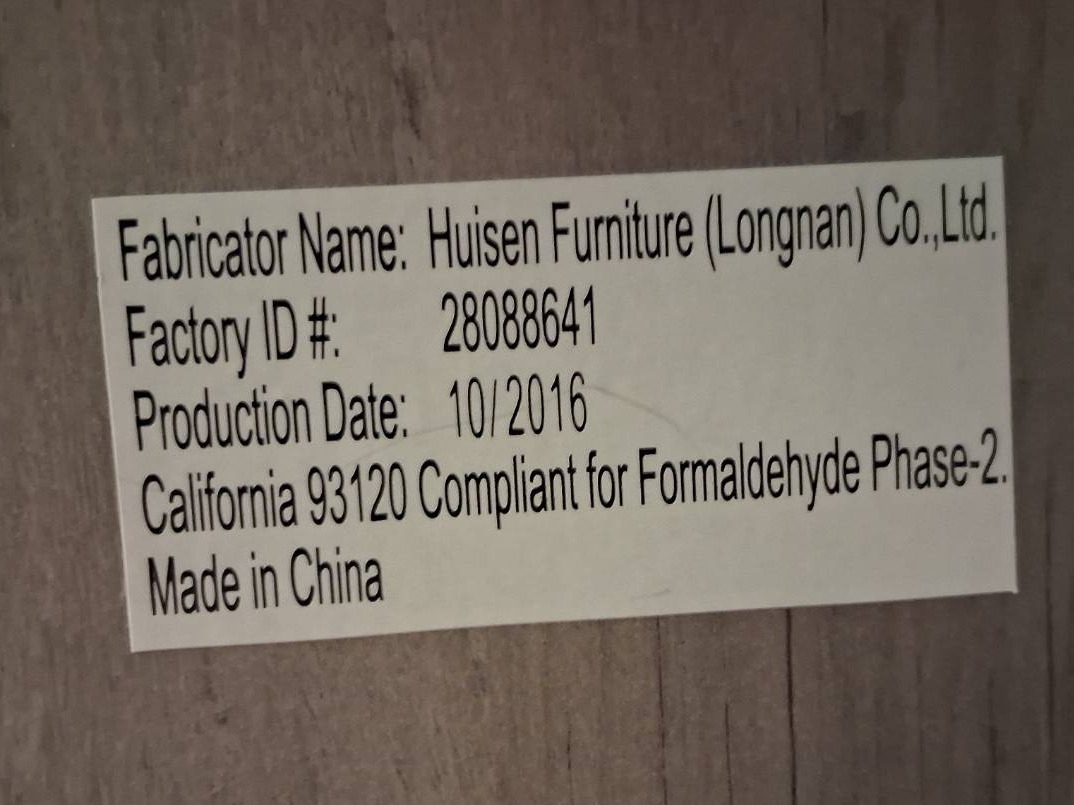 Fabricator Name: Huisen Furniture (Longnan) Co.,Ltd.
Factory ID #: 28088641
Production Date: 10/2016
California 93120 Compliant for Formaldehyde Phase-2.
Made in China